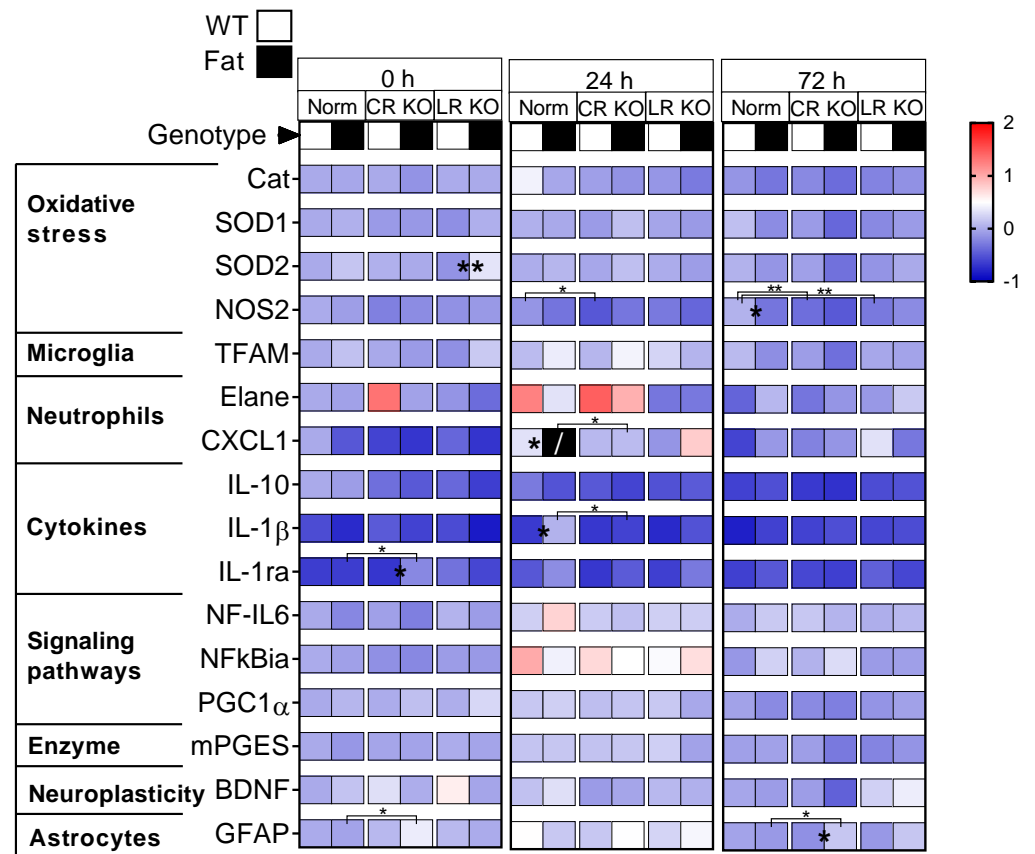 WT
Fat
0 h
24 h
72 h
Norm CR KO LR KO
Norm CR KO LR KO
Norm CR KO LR KO
Genotype
2
1
0
-1
Oxidative
stress
Cat
SOD1
SOD2
**
NOS2
*
**
**
*
Microglia
TFAM
Neutrophils
Elane
CXCL1
*
/
*
Cytokines
IL-10
IL-1β
*
*
IL-1ra
*
*
Signaling
pathways
NF-IL6
NFkBia
PGC1α
Enzyme
mPGES
Neuroplasticity
BDNF
Astrocytes
GFAP
*
*
*